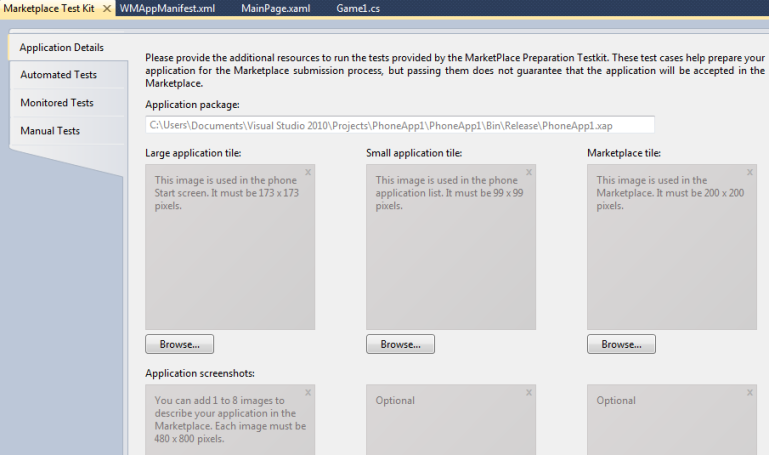 Marketplace Test Kit × WMAppManifest.xml MainPage.xaml Game1.cs
Application Details
Automated Tests
Monitored Tests
Manual Tests
Please provide the additional resources to run the tests provided by the MarketPlace Preparation Testkit. These test cases help prepare your
application for the Marketplace submission process, but passing them does not guarantee that the application will be accepted in the
Marketplace.
Application package:
C:\Users\Documents\Visual Studio 2010\Projects\PhoneApp1\PhoneApp1\Bin\Release\PhoneApp1.xap
Large application tile:
x
This image is used in the phone
Start screen. It must be 173 x 173
pixels.
Browse...
Small application tile:
x
This image is used in the phone
application list. It must be 99 x 99
pixels.
Browse...
Marketplace tile:
x
This image is used in the
Marketplace. It must be 200 x 200
pixels.
Browse...
Application screenshots:
x
You can add 1 to 8 images to
describe your application in the
Marketplace. Each image must be
480 x 800 pixels.
x
Optional
x
Optional